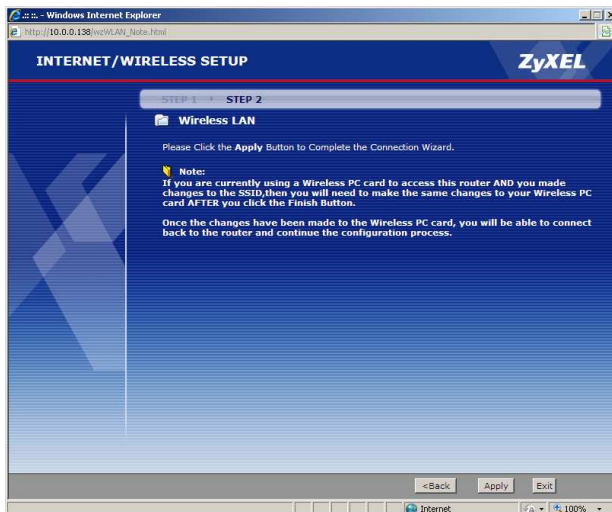 .:: ::. - Windows Internet Explorer
http://10.0.0.138/wzWLAN_Note.html
INTERNET/WIRELESS SETUP
ZyXEL
STEP 1
STEP 2
Wireless LAN
Please Click the Apply Button to Complete the Connection Wizard.
Note:
If you are currently using a Wireless PC card to access this router AND you made
changes to the SSID,then you will need to make the same changes to your Wireless PC
card AFTER you click the Finish Button.
Once the changes have been made to the Wireless PC card, you will be able to connect
back to the router and continue the configuration process.
<Back
Apply
Exit
Internet
100%